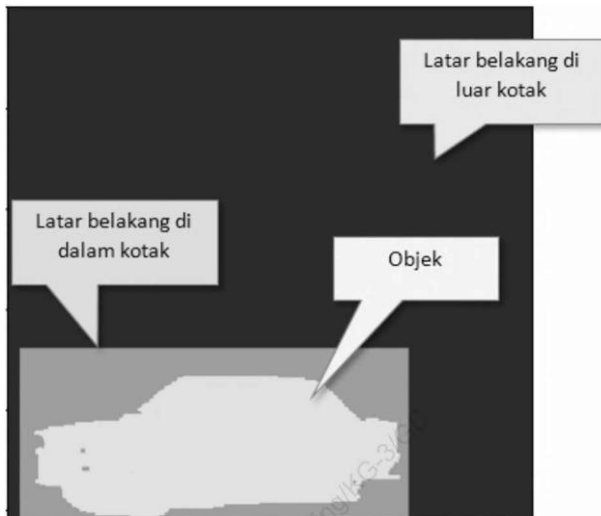 Latar belakang di
luar kotak
Latar belakang di
dalam kotak
Objek